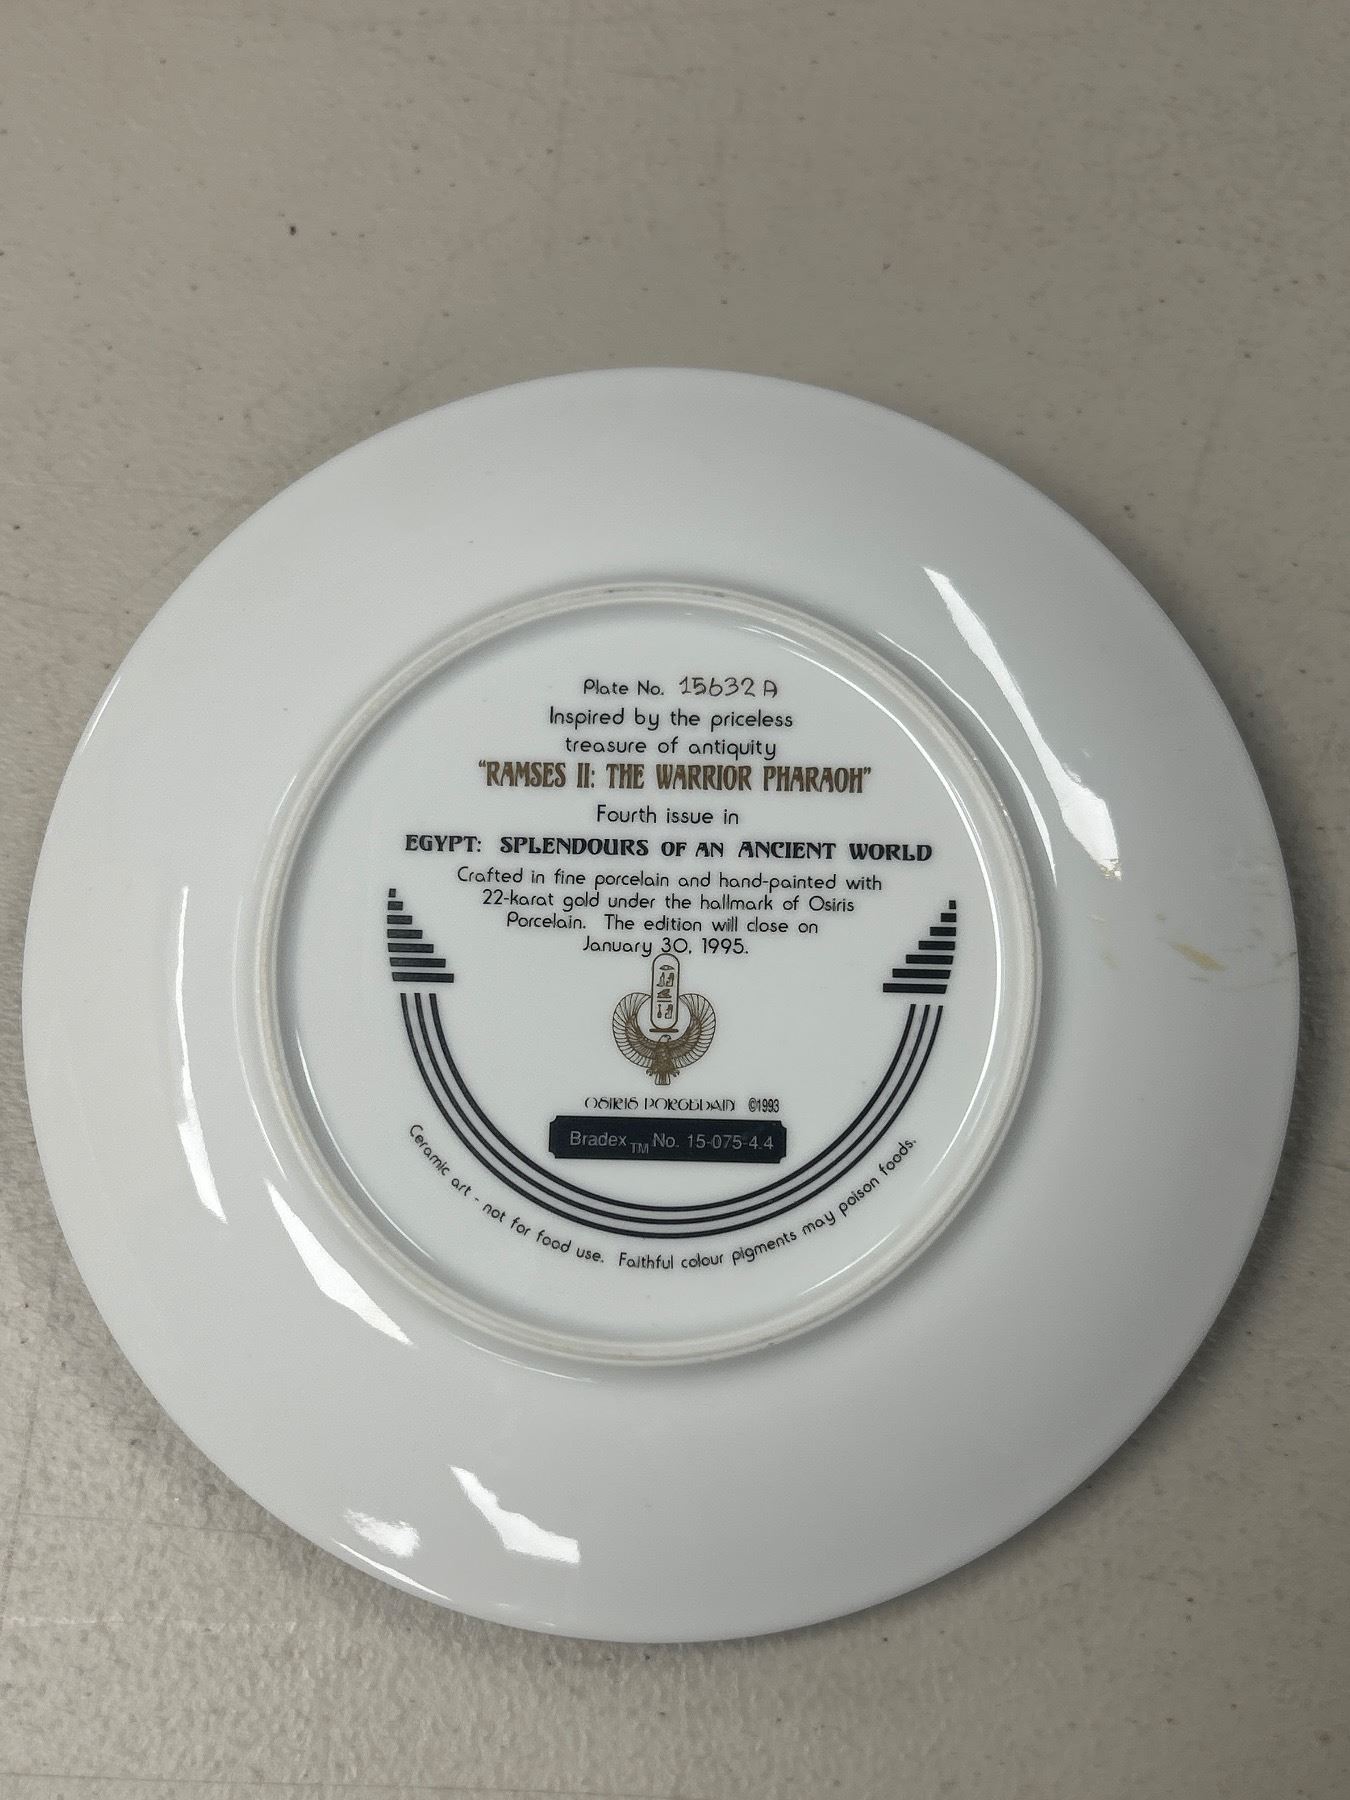 Plate No. 15632A
Inspired by the priceless
treasure of antiquity
“RAMSES II: THE WARRIOR PHARAOH”
Fourth issue in
EGYPT: SPLENDOURS OF AN ANCIENT WORLD
Crafted in fine porcelain and hand-painted with
22-karat gold under the hallmark of Osiris
Porcelain. The edition will close on
January 30, 1995.
OSIRIS PORCELAIN ©1993
Bradex TM No. 15-075-4.4
Ceramic art - not for food use. Faithful colour pigments may poison foods.